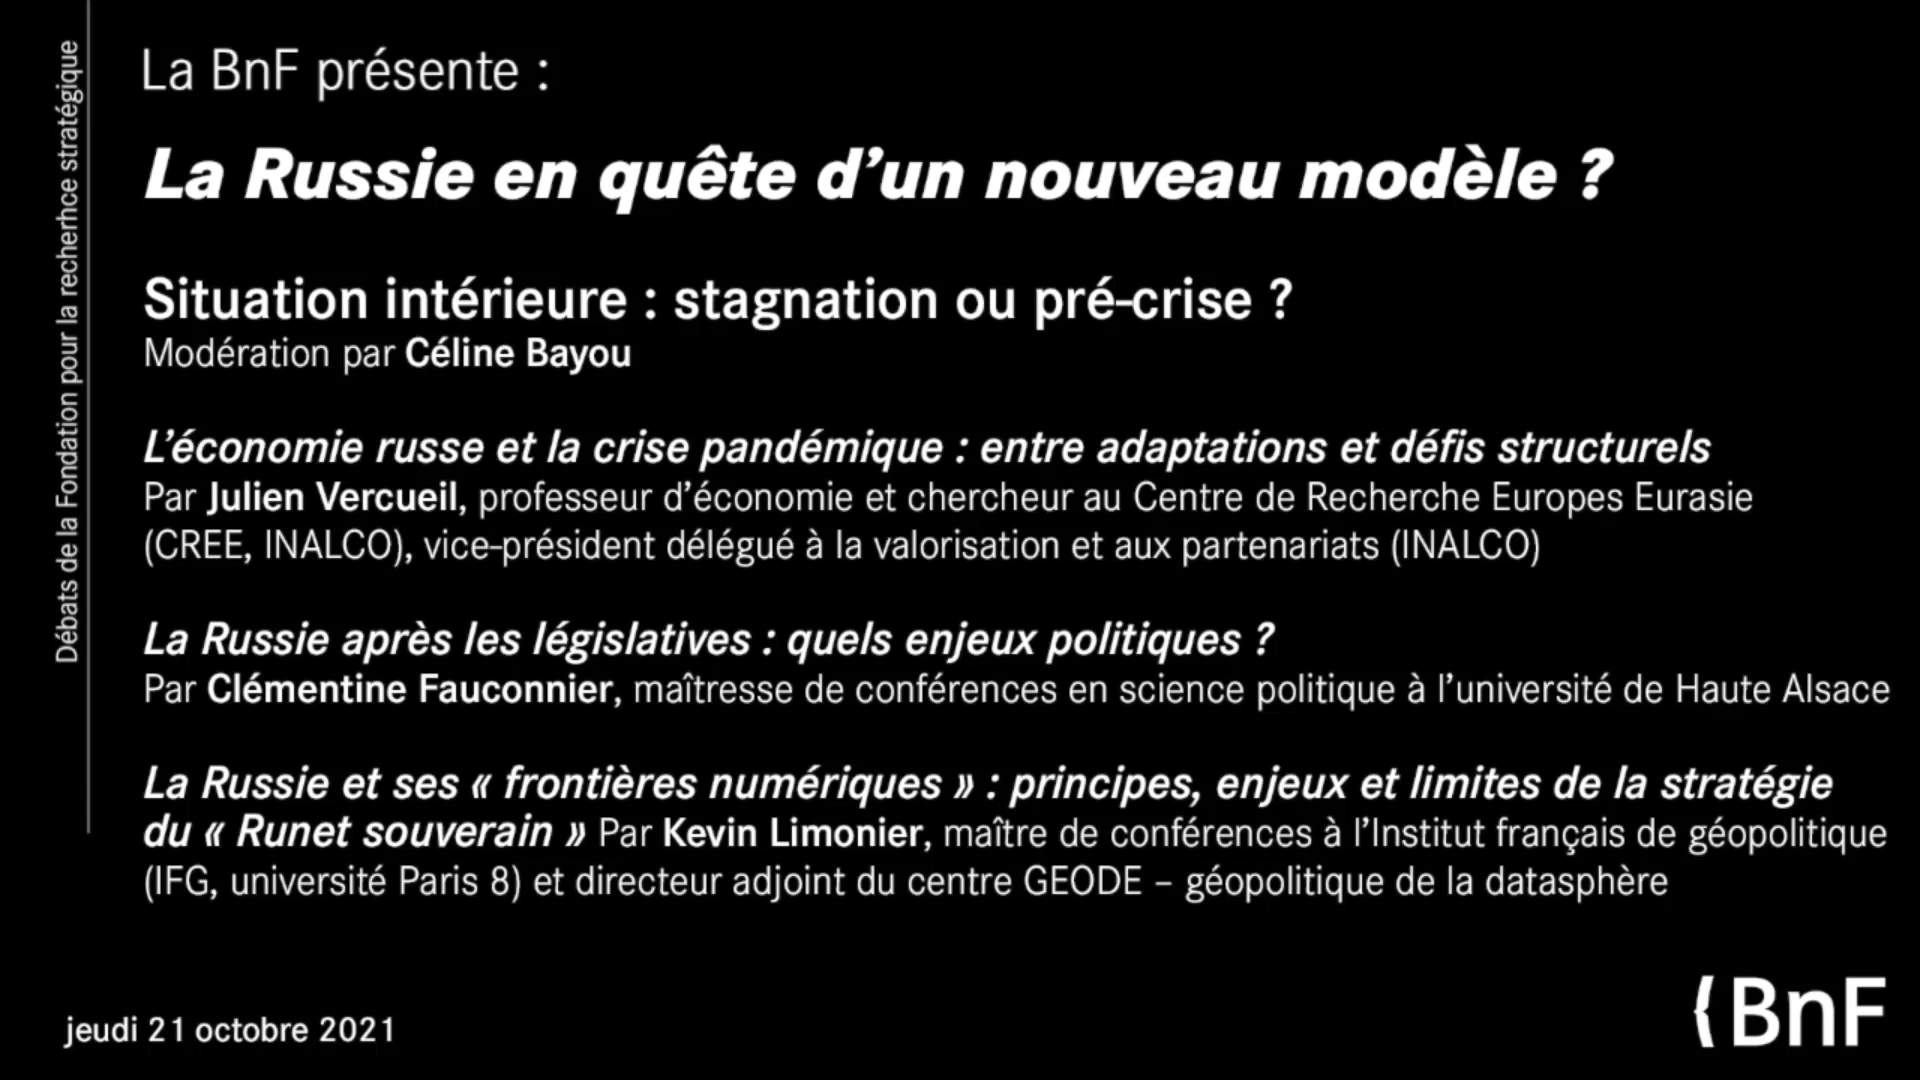 Débats de la Fondation pour la recherhce stratégique
La BnF présente :
La Russie en quête d’un nouveau modèle ?
Situation intérieure : stagnation ou pré-crise ?
Modération par Céline Bayou
L’économie russe et la crise pandémique : entre adaptations et défis structurels
Par Julien Vercueil, professeur d’économie et chercheur au Centre de Recherche Europes Eurasie
(CREE, INALCO), vice-président délégué à la valorisation et aux partenariats (INALCO)
La Russie après les législatives : quels enjeux politiques ?
Par Clémentine Fauconnier, maîtresse de conférences en science politique à l’université de Haute Alsace
La Russie et ses « frontières numériques » : principes, enjeux et limites de la stratégie
du « Runet souverain » Par Kevin Limonier, maître de conférences à l’Institut français de géopolitique
(IFG, université Paris 8) et directeur adjoint du centre GEODE – géopolitique de la datasphère
jeudi 21 octobre 2021
{BnF